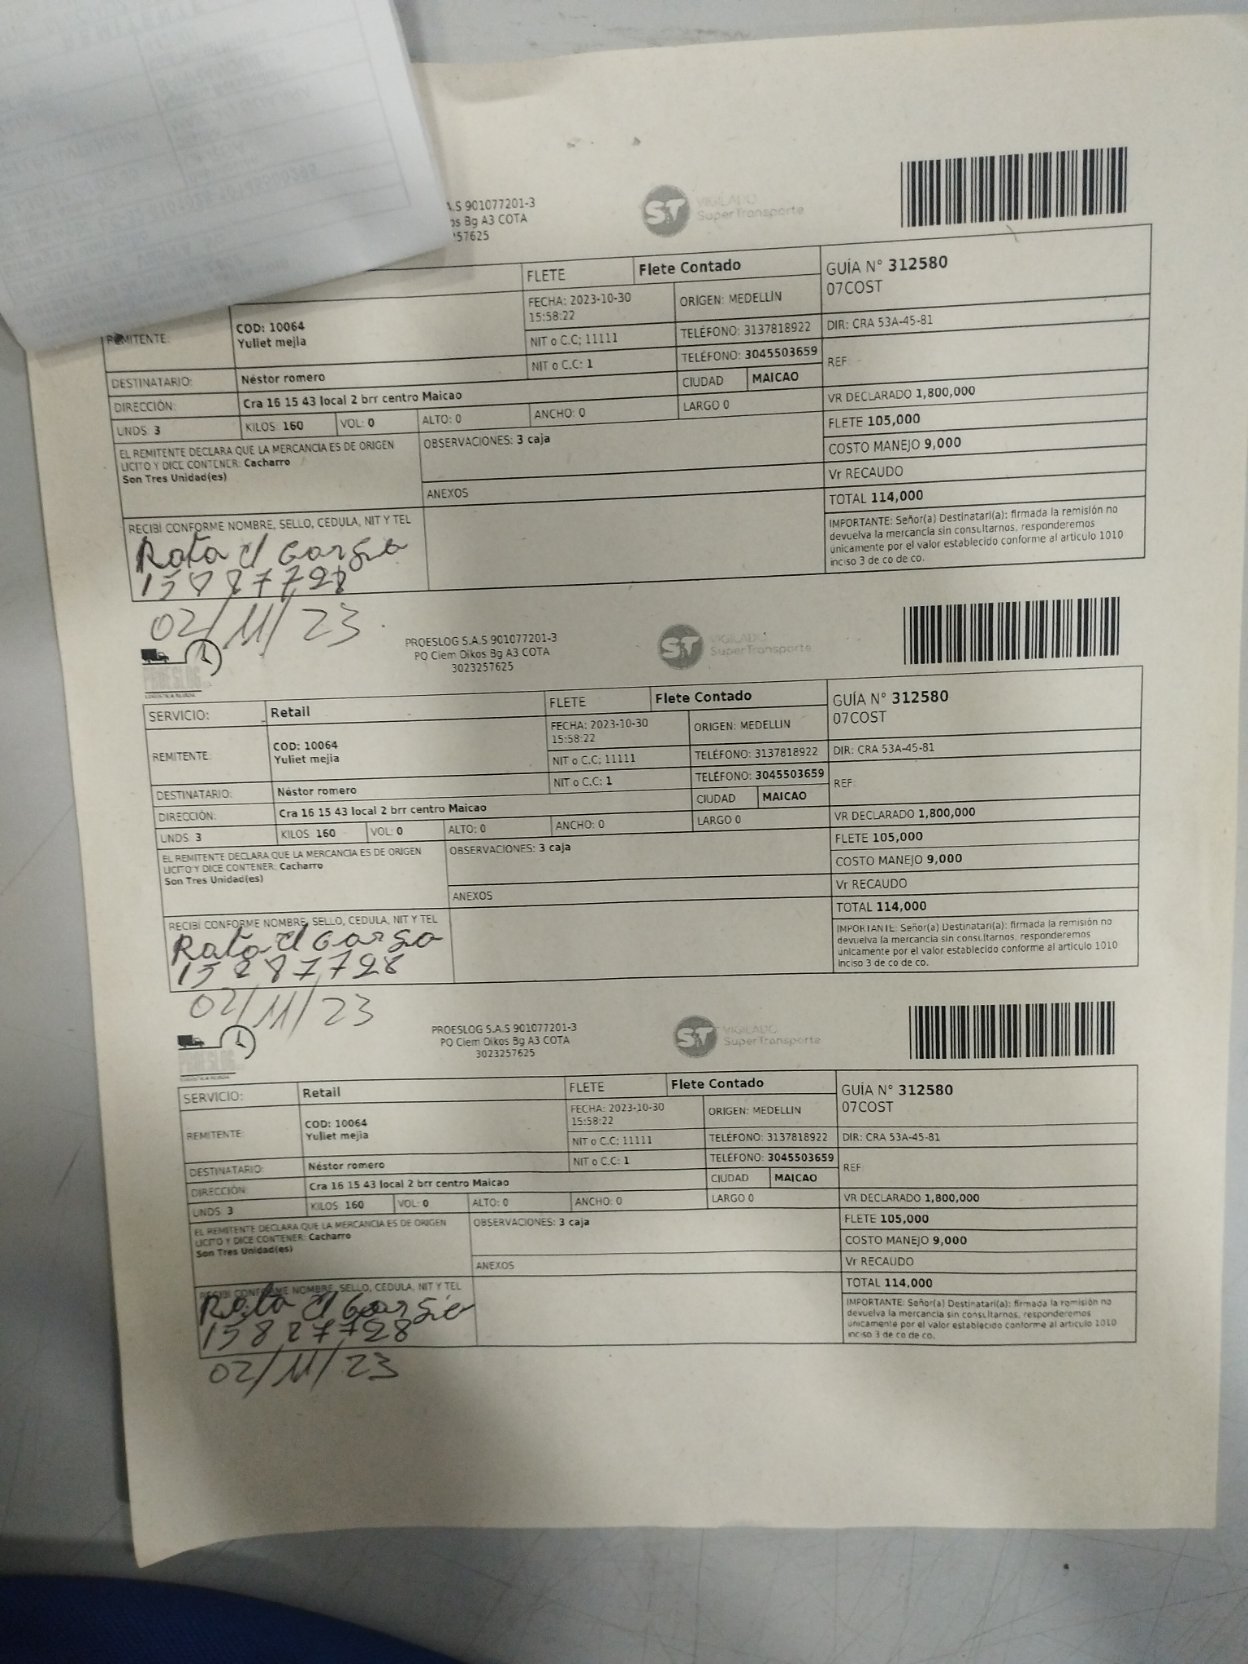 A.S 901077201-3
os Bg A3 COTA
57625
ST VIGILADO
SuperTransporte
FLETE
Flete Contado
GUÍA N° 312580
07COST
REMITENTE:
COD: 10064
Yuliet mejia
FECHA: 2023-10-30
15:58:22
ORIGEN: MEDELLIN
NIT o C.C; 11111
TELÉFONO: 3137818922
DIR: CRA 53A-45-81
DESTINATARIO:
Néstor romero
NIT o C.C: 1
TELÉFONO: 3045503659
REF:
DIRECCIÓN:
Cra 16 15 43 local 2 brr centro Maicao
CIUDAD
MAICAO
UNDS: 3
KILOS: 160
VOL: 0
ALTO: 0
ANCHO: 0
LARGO 0
VR DECLARADO 1,800,000
EL REMITENTE DECLARA QUE LA MERCANCIA ES DE ORIGEN
LICITO Y DICE CONTENER: Cacharro
Son Tres Unidad(es)
OBSERVACIONES: 3 caja
FLETE 105,000
COSTO MANEJO 9,000
Vr RECAUDO
ANEXOS
TOTAL 114,000
RECIBÍ CONFORME NOMBRE, SELLO, CEDULA, NIT Y TEL
IMPORTANTE: Señor(a) Destinatari(a): firmada la remisión no
devuelva la mercancia sin consultarnos, responderemos
unicamente por el valor establecido conforme al articulo 1010
inciso 3 de co de co.
02/11/23
PROESLOG
PROESLOG S.A.S 901077201-3
PQ Ciem Oikos Bg A3 COTA
3023257625
ST VIGILADO
SuperTransporte
SERVICIO:
Retail
FLETE
Flete Contado
GUÍA N° 312580
07COST
REMITENTE:
COD: 10064
Yuliet mejia
FECHA: 2023-10-30
15:58:22
ORIGEN: MEDELLIN
NIT o C.C; 11111
TELÉFONO: 3137818922
DIR: CRA 53A-45-81
DESTINATARIO:
Néstor romero
NIT o C.C: 1
TELÉFONO: 3045503659
REF:
DIRECCIÓN:
Cra 16 15 43 local 2 brr centro Maicao
CIUDAD
MAICAO
UNDS: 3
KILOS: 160
VOL: 0
ALTO: 0
ANCHO: 0
LARGO 0
VR DECLARADO 1,800,000
EL REMITENTE DECLARA QUE LA MERCANCIA ES DE ORIGEN
LICITO Y DICE CONTENER: Cacharro
Son Tres Unidad(es)
OBSERVACIONES: 3 caja
FLETE 105,000
COSTO MANEJO 9,000
Vr RECAUDO
ANEXOS
TOTAL 114,000
RECIBÍ CONFORME NOMBRE, SELLO, CEDULA, NIT Y TEL
IMPORTANTE: Señor(a) Destinatari(a): firmada la remisión no
devuelva la mercancia sin consultarnos, responderemos
unicamente por el valor establecido conforme al articulo 1010
inciso 3 de co de co.
02/11/23
PROESLOG
PROESLOG S.A.S 901077201-3
PQ Ciem Oikos Bg A3 COTA
3023257625
ST VIGILADO
SuperTransporte
SERVICIO:
Retail
FLETE
Flete Contado
GUÍA N° 312580
07COST
REMITENTE:
COD: 10064
Yuliet mejia
FECHA: 2023-10-30
15:58:22
ORIGEN: MEDELLIN
NIT o C.C; 11111
TELÉFONO: 3137818922
DIR: CRA 53A-45-81
DESTINATARIO:
Néstor romero
NIT o C.C: 1
TELÉFONO: 3045503659
REF:
DIRECCIÓN:
Cra 16 15 43 local 2 brr centro Maicao
CIUDAD
MAICAO
UNDS: 3
KILOS: 160
VOL: 0
ALTO: 0
ANCHO: 0
LARGO 0
VR DECLARADO 1,800,000
EL REMITENTE DECLARA QUE LA MERCANCIA ES DE ORIGEN
LICITO Y DICE CONTENER: Cacharro
Son Tres Unidad(es)
OBSERVACIONES: 3 caja
FLETE 105,000
COSTO MANEJO 9,000
Vr RECAUDO
ANEXOS
TOTAL 114,000
RECIBÍ CONFORME NOMBRE, SELLO, CEDULA, NIT Y TEL
IMPORTANTE: Señor(a) Destinatari(a): firmada la remisión no
devuelva la mercancia sin consultarnos, responderemos
unicamente por el valor establecido conforme al articulo 1010
inciso 3 de co de co.
02/11/23